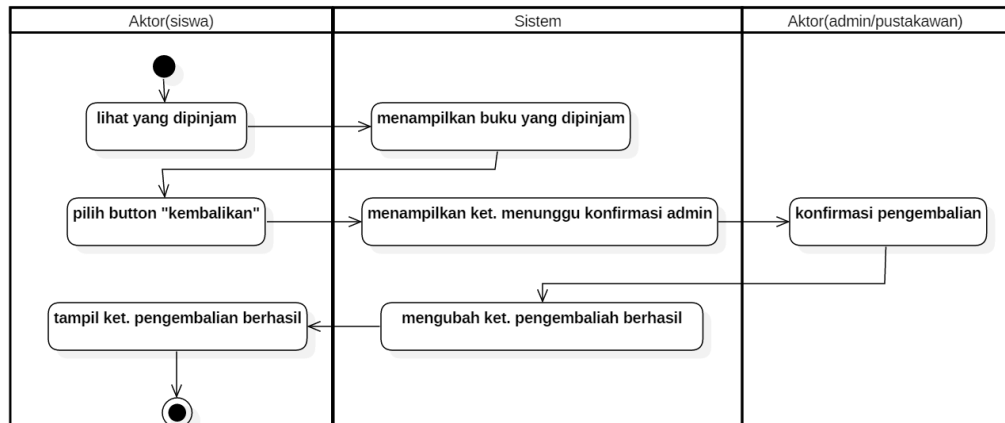 Aktor(siswa)
Sistem
Aktor(admin/pustakawan)
lihat yang dipinjam
menampilkan buku yang dipinjam
pilih button "kembalikan"
menampilkan ket. menunggu konfirmasi admin
konfirmasi pengembalian
tampil ket. pengembalian berhasil
mengubah ket. pengembaliah berhasil